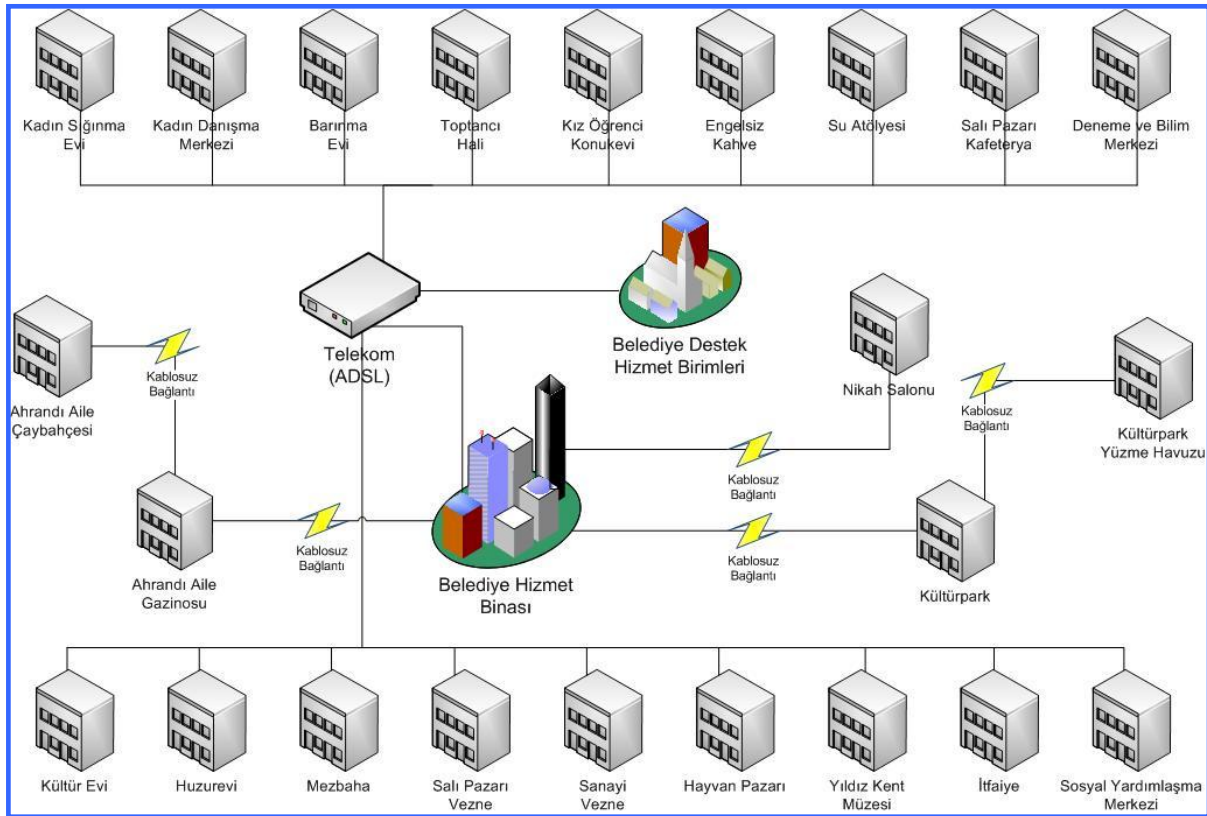 Kadın Sığınma
Evi
Kadın Danışma
Merkezi
Barınma
Evi
Toptancı
Hali
Kız Öğrenci
Konukevi
Engelsiz
Kahve
Su Atölyesi
Salı Pazarı
Kafeterya
Deneme ve Bilim
Merkezi
Telekom
(ADSL)
Belediye Destek
Hizmet Birimleri
Nikah Salonu
Kablosuz
Bağlantı
Ahrandı Aile
Çaybahçesi
Kablosuz
Bağlantı
Kültürpark
Yüzme Havuzu
Kablosuz
Bağlantı
Kablosuz
Bağlantı
Kablosuz
Bağlantı
Ahrandı Aile
Gazinosu
Belediye Hizmet
Binası
Kültürpark
Kültür Evi
Huzurevi
Mezbaha
Salı Pazarı
Vezne
Sanayi
Vezne
Hayvan Pazarı
Yıldız Kent
Müzesi
İtfaiye
Sosyal Yardımlaşma
Merkezi